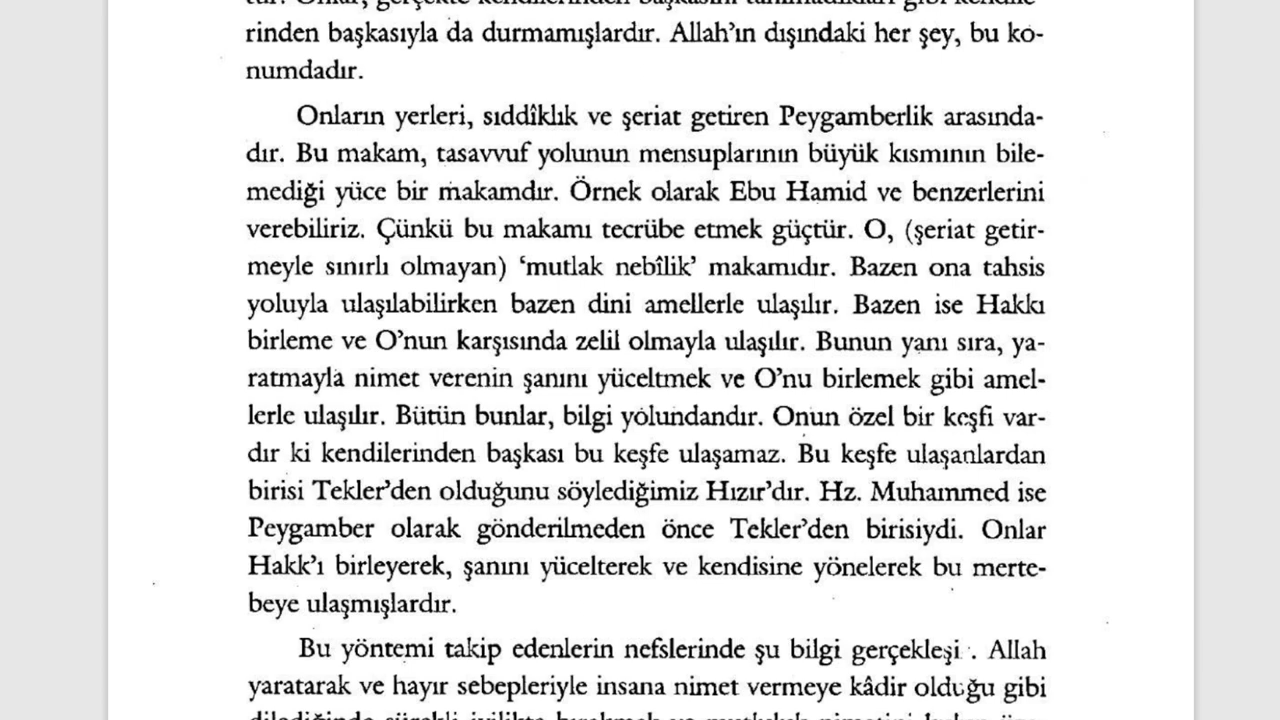 rinden başkasıyla da durmamışlardır. Allah’ın dışındaki her şey, bu ko-
numdadır.
Onların yerleri, sıddîklık ve şeriat getiren Peygamberlik arasında-
dır. Bu makam, tasavvuf yolunun mensuplarının büyük kısmının bile-
mediği yüce bir makamdır. Örnek olarak Ebu Hamid ve benzerlerini
verebiliriz. Çünkü bu makamı tecrübe etmek güçtür. O, (şeriat getir-
meyle sınırlı olmayan) ‘mutlak nebîlik’ makamıdır. Bazen ona tahsis
yoluyla ulaşılabilirken bazen dini amellerle ulaşılır. Bazen ise Hakkı
birleme ve O’nun karşısında zelil olmayla ulaşılır. Bunun yanı sıra, ya-
ratmayla nimet verenin şanını yüceltmek ve O’nu birlemek gibi amel-
lerle ulaşılır. Bütün bunlar, bilgi yolundandır. Onun özel bir keşfi var-
dır ki kendilerinden başkası bu keşfe ulaşamaz. Bu keşfe ulaşanlardan
birisi Tekler’den olduğunu söylediğimiz Hızır’dır. Hz. Muhammed ise
Peygamber olarak gönderilmeden önce Tekler’den birisiydi. Onlar
Hakk’ı birleyerek, şanını yücelterek ve kendisine yönelerek bu merte-
beye ulaşmışlardır.
Bu yöntemi takip edenlerin nefslerinde şu bilgi . Allah
yaratarak ve hayır sebepleriyle insana nimet vermeye kâdir olduğu gibi